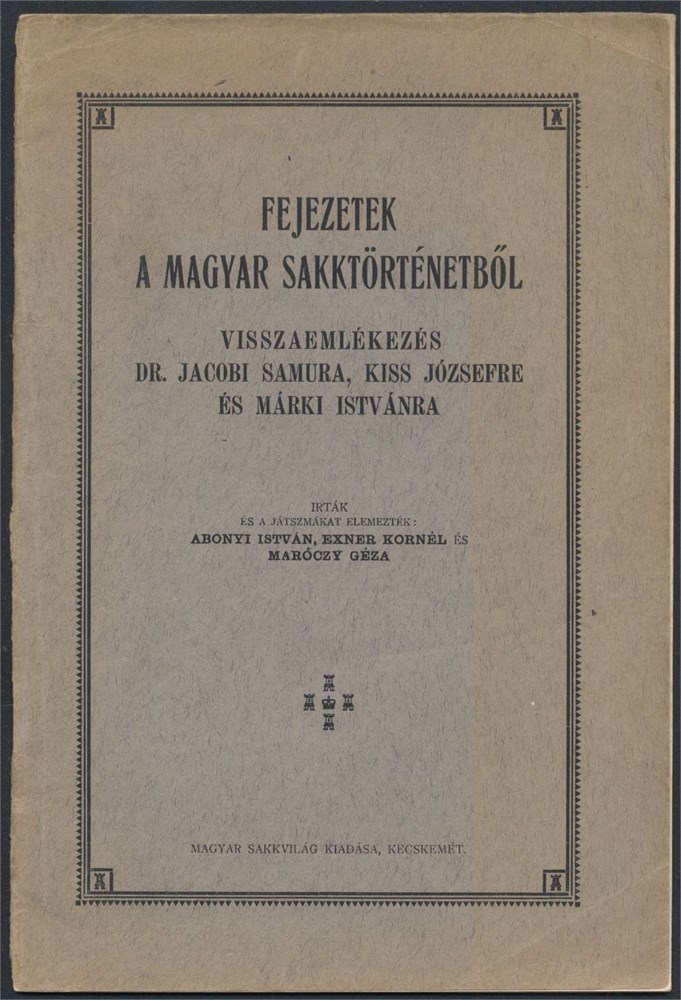 FEJEZETEK
A MAGYAR SAKKTÖRTÉNETBŐL
VISSZAEMLÉKEZÉS
DR. JACOBI SAMURA, KISS JÓZSEFRE
ÉS MÁRKI ISTVÁNRA
IRTÁK
ÉS A JÁTSZMÁKAT ELEMEZTÉK:
ABONYI ISTVÁN, EXNER KORNÉL ÉS
MARÓCZY GÉZA
MAGYAR SAKKVILÁG KIADÁSA, KECSKEMÉT.